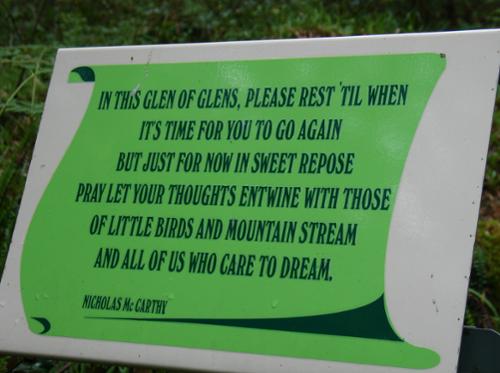 IN THIS GLEN OF GLENS, PLEASE REST 'TIL WHEN
IT'S TIME FOR YOU TO GO AGAIN
BUT JUST FOR NOW IN SWEET REPOSE
PRAY LET YOUR THOUGHTS ENTWINE WITH THOSE
OF LITTLE BIRDS AND MOUNTAIN STREAM
AND ALL OF US WHO CARE TO DREAM.
NICHOLAS Mc CARTHY